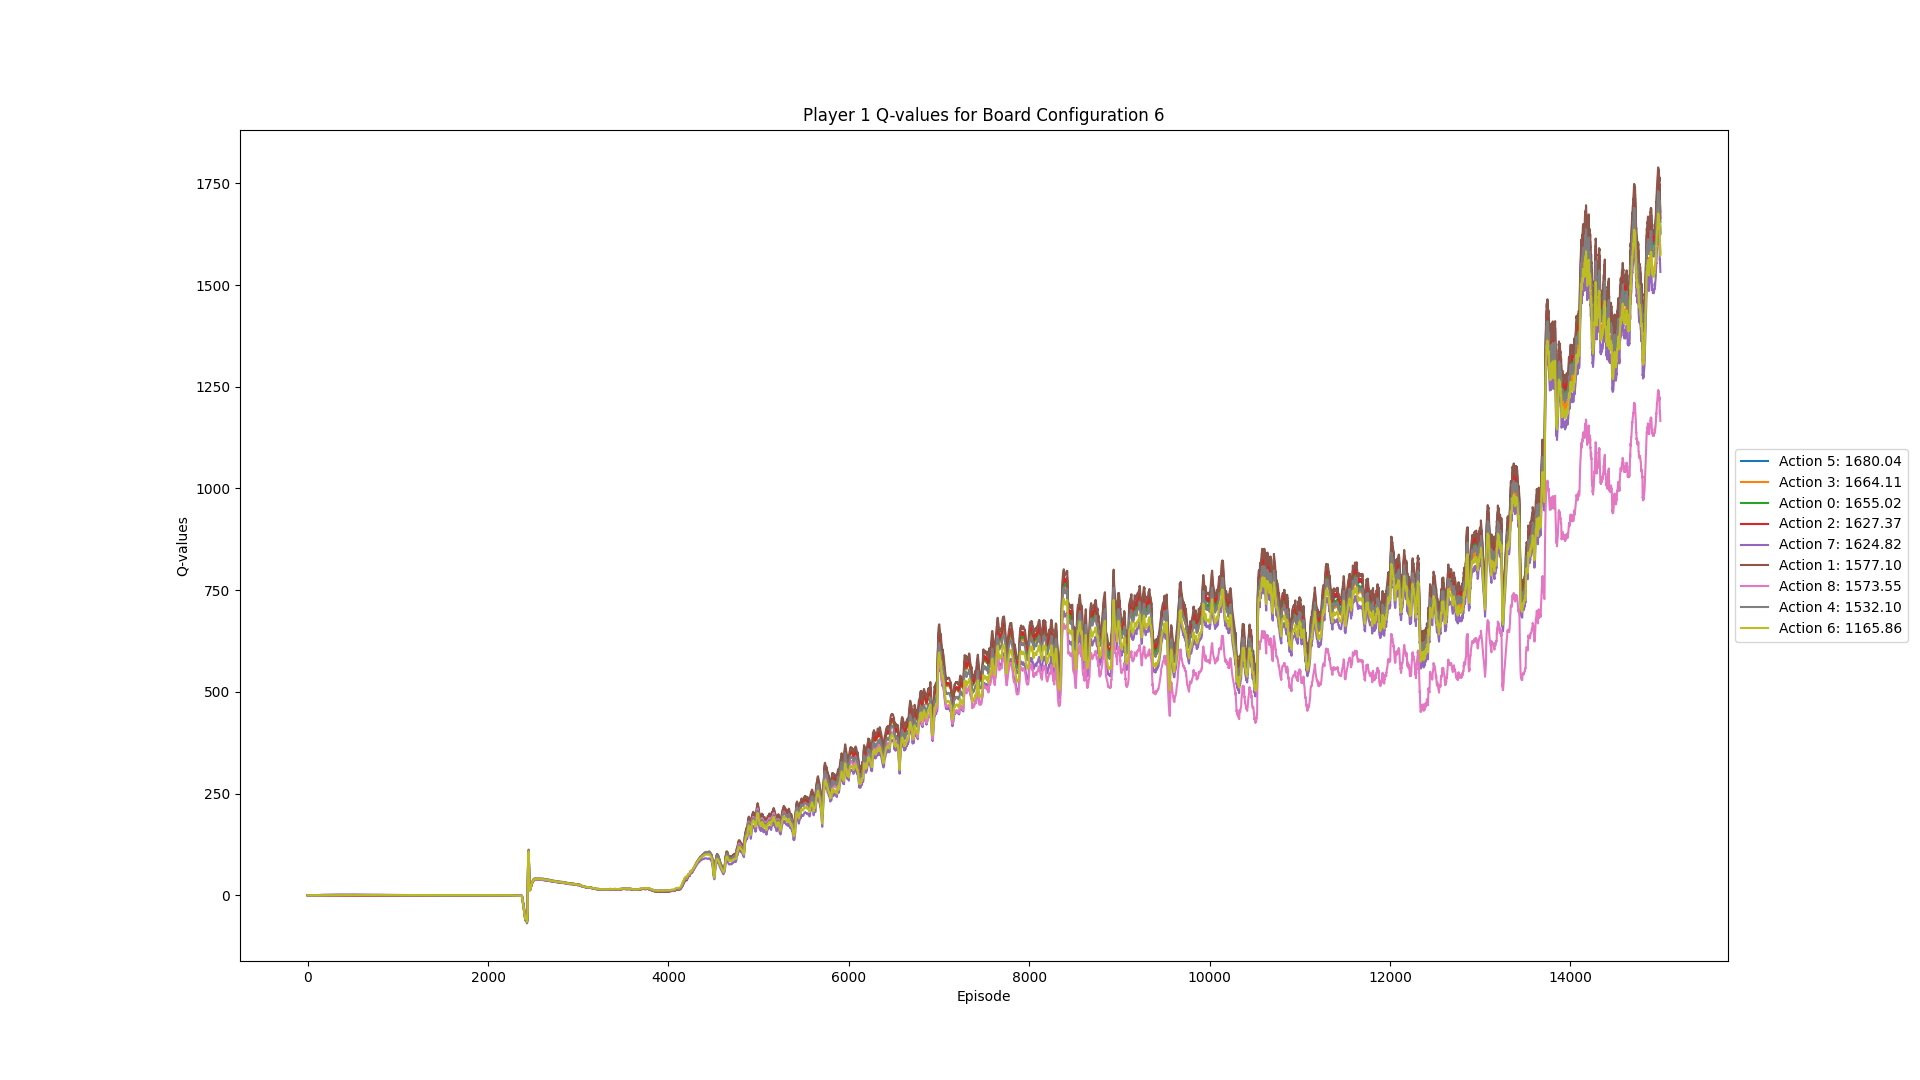 Player 1 Q-values for Board Configuration 6
1750
1500
1250
1000
750
500
250
0
Q-values
0 2000 4000 6000 8000 10000 12000 14000
Episode
Action 5: 1680.04
Action 3: 1664.11
Action 0: 1655.02
Action 2: 1627.37
Action 7: 1624.82
Action 1: 1577.10
Action 8: 1573.55
Action 4: 1532.10
Action 6: 1165.86